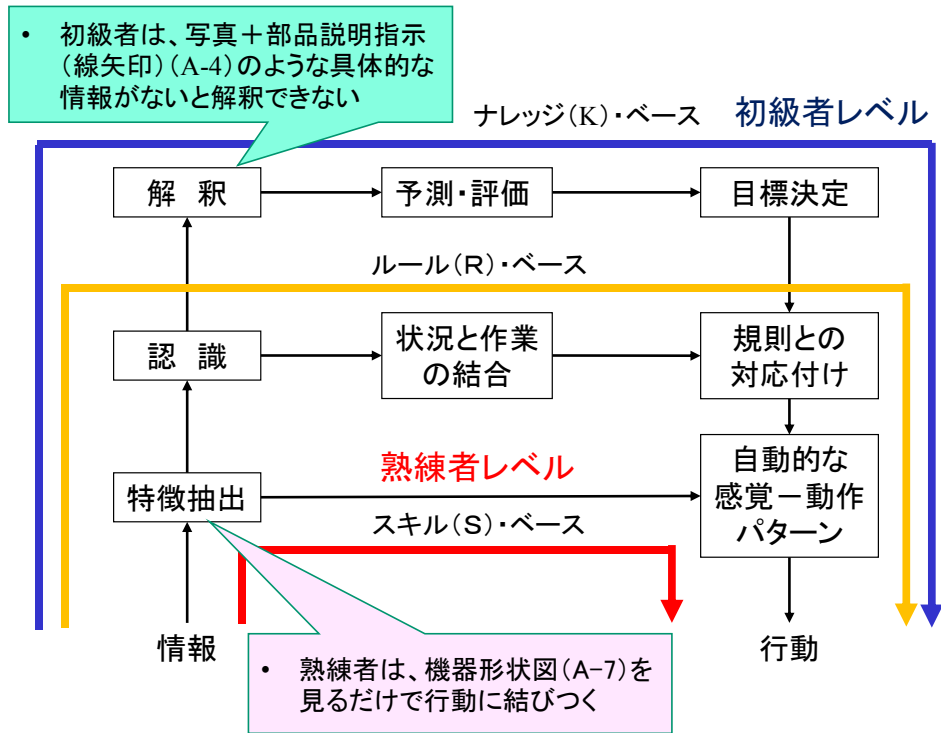 • 初級者は、写真＋部品説明指示
（線矢印）(A-4)のような具体的な
情報がないと解釈できない
ナレッジ（K）・ベース 初級者レベル
解 釈 予測・評価 目標決定
ルール（R）・ベース
認 識 状況と作業 規則との
の結合 対応付け
熟練者レベル 自動的な
特徴抽出 感覚－動作
スキル（S）・ベース パターン
情報 行動
• 熟練者は、機器形状図（A-7）を
見るだけで行動に結びつく